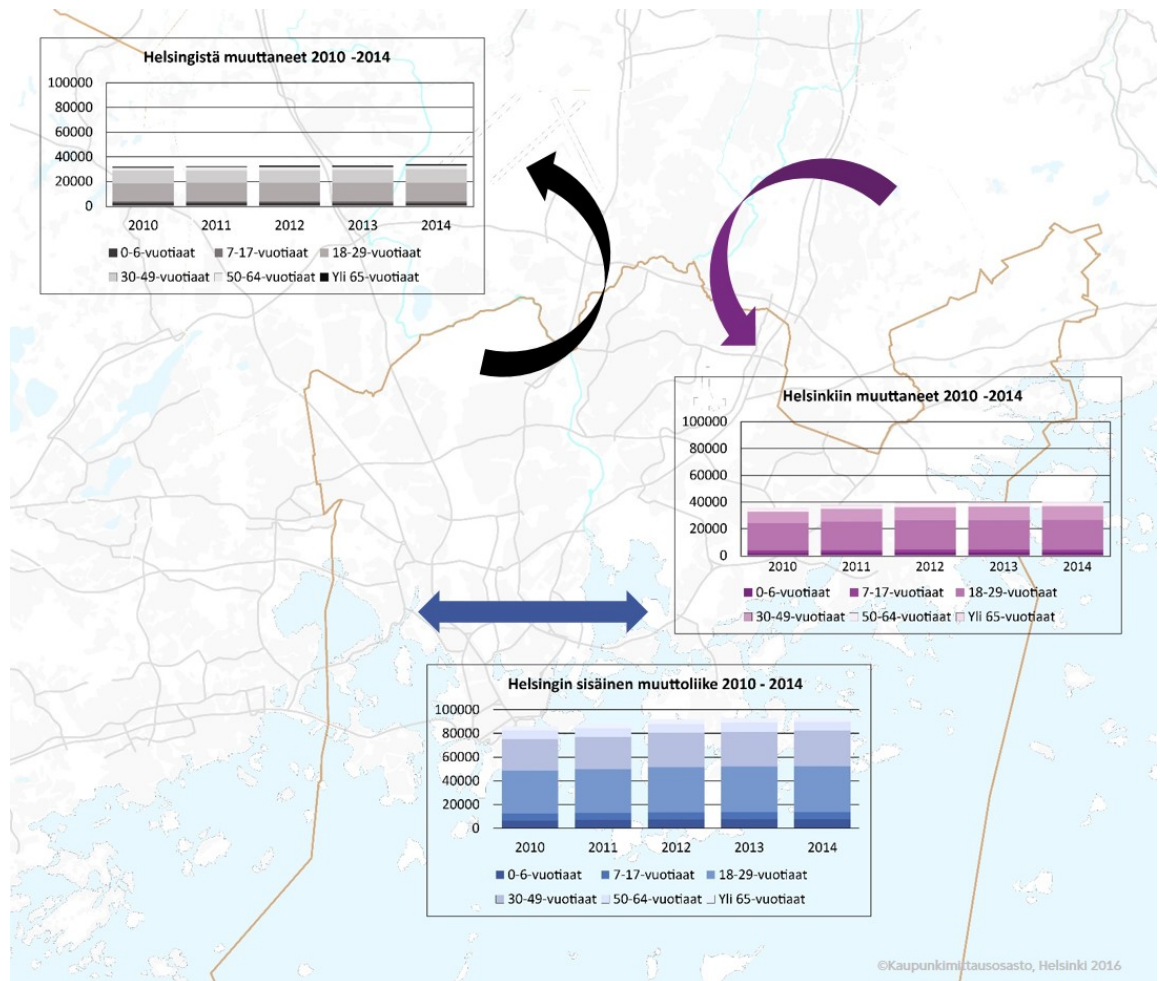 Helsingistä muuttaneet 2010 -2014
100000
80000
60000
40000
20000
0
2010 2011 2012 2013 2014
0-6-vuotiaat 7-17-vuotiaat 18-29-vuotiaat
30-49-vuotiaat 50-64-vuotiaat Yli 65-vuotiaat
Helsinkiin muuttaneet 2010 -2014
100000
80000
60000
40000
20000
0
2010 2011 2012 2013 2014
0-6-vuotiaat 7-17-vuotiaat 18-29-vuotiaat
30-49-vuotiaat 50-64-vuotiaat Yli 65-vuotiaat
Helsingin sisäinen muuttoliike 2010 - 2014
100000
80000
60000
40000
20000
0
2010 2011 2012 2013 2014
0-6-vuotiaat 7-17-vuotiaat 18-29-vuotiaat
30-49-vuotiaat 50-64-vuotiaat Yli 65-vuotiaat
©Kaupunkimittausosasto, Helsinki 2016